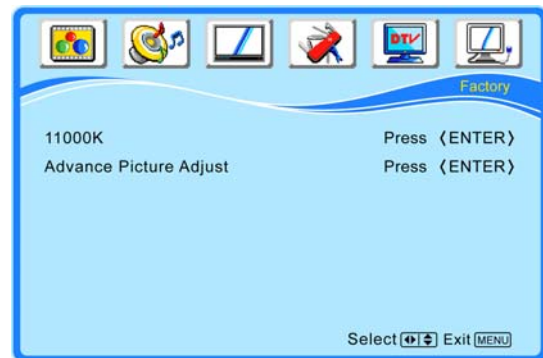 DTV
Factory
11000K Press〈ENTER〉
Advance Picture Adjust Press〈ENTER〉
Select Exit MENU